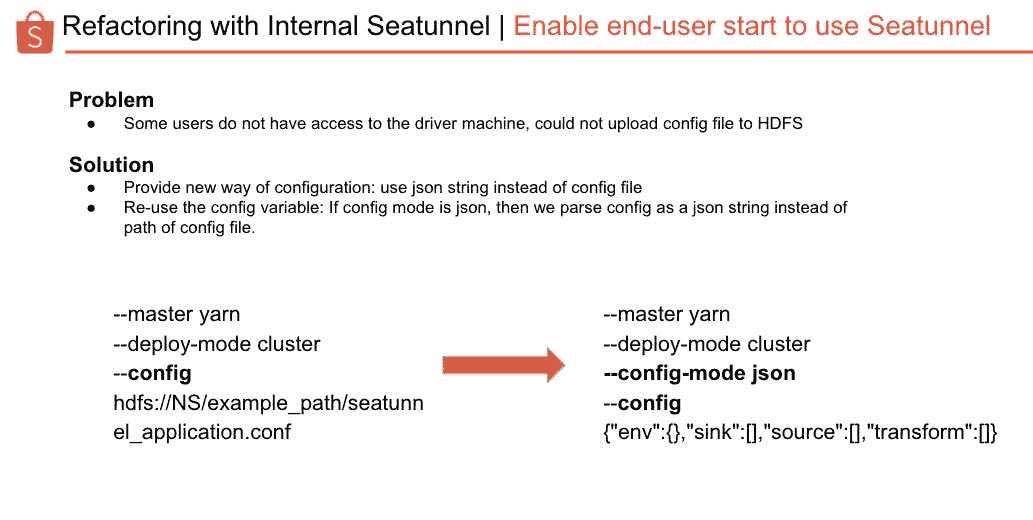 S
Refactoring with Internal Seatunnel | Enable end-user start to use Seatunnel
Problem
● Some users do not have access to the driver machine, could not upload config file to HDFS
Solution
● Provide new way of configuration: use json string instead of config file
● Re-use the config variable: If config mode is json, then we parse config as a json string instead of
path of config file.
--master yarn
--deploy-mode cluster
--config
hdfs://NS/example_path/seatunn
el_application.conf
--master yarn
--deploy-mode cluster
--config-mode json
--config
{"env":{},"sink":[],"source":[],"transform":[]}